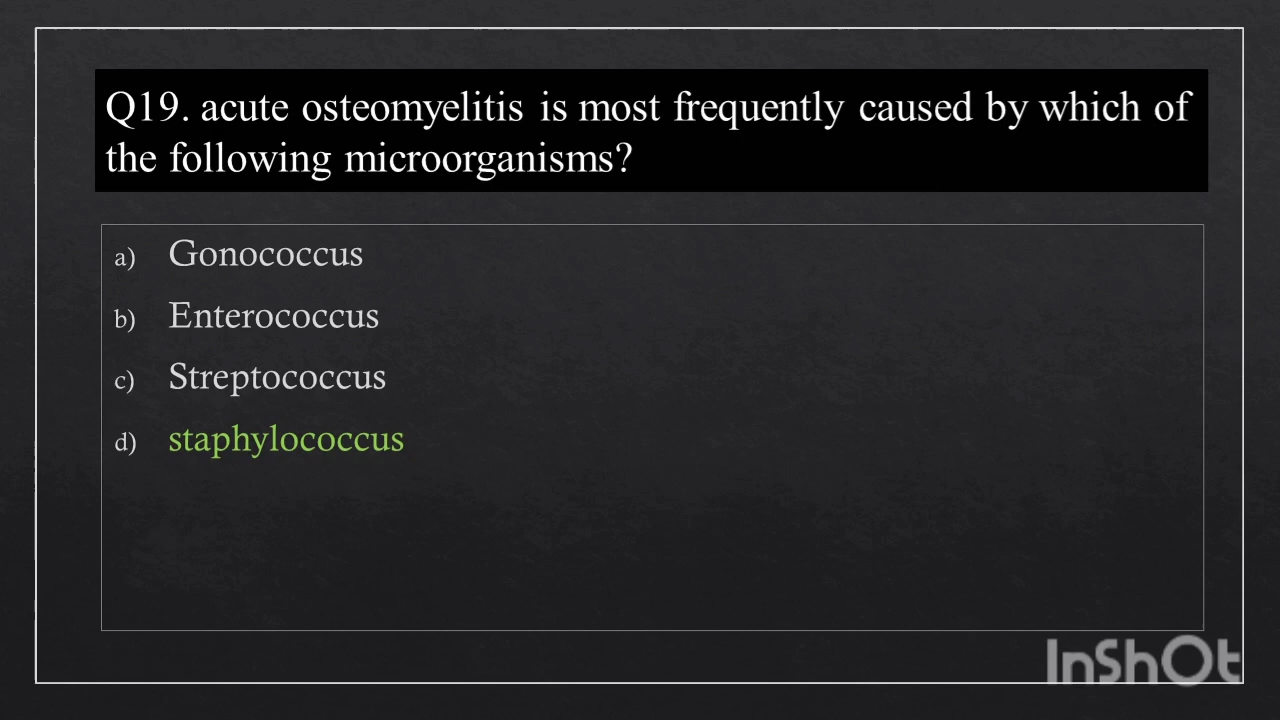 Q19. acute osteomyelitis is most frequently caused by which of
the following microorganisms?
a) Gonococcus
b) Enterococcus
c) Streptococcus
d) staphylococcus
InShOt